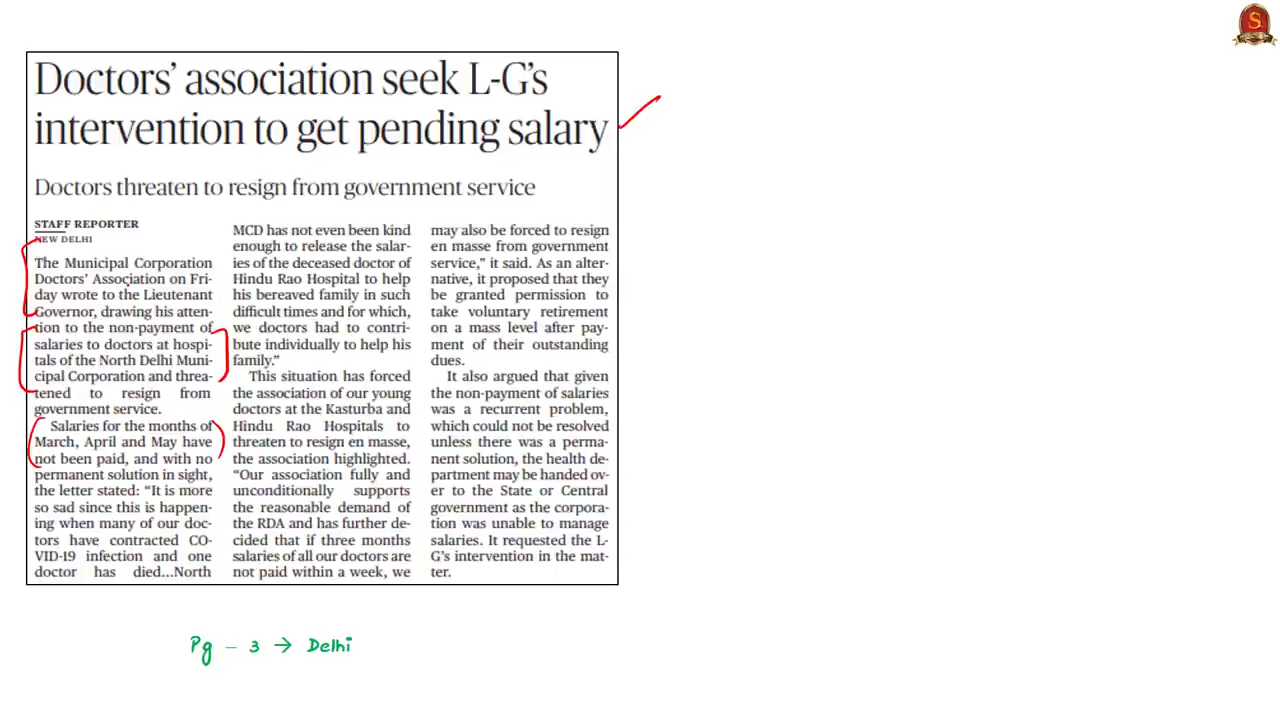 S
Doctors' association seek L-G's
intervention to get pending salary
Doctors threaten to resign from government service
STAFF REPORTER
NEW DELHI
The Municipal Corporation
Doctors' Association on Fri-
day wrote to the Lieutenant
Governor, drawing his atten-
tion to the non-payment of
salaries to doctors at hospi-
tals of the North Delhi Muni-
cipal Corporation and threa-
tened to resign from
government service.
Salaries for the months of
March, April and May have
not been paid, and with no
permanent solution in sight,
the letter stated: “It is more
so sad since this is happen-
ing when many of our doc-
tors have contracted CO-
VID-19 infection and one
doctor has died...North
MCD has not even been kind
enough to release the salar-
ies of the deceased doctor of
Hindu Rao Hospital to help
his bereaved family in such
difficult times and for which,
we doctors had to contri-
bute individually to help his
family.”
This situation has forced
the association of our young
doctors at the Kasturba and
Hindu Rao Hospitals to
threaten to resign en masse,
the association highlighted.
“Our association fully and
unconditionally supports
the reasonable demand of
the RDA and has further de-
cided that if three months
salaries of all our doctors are
not paid within a week, we
may also be forced to resign
en masse from government
service,” it said. As an alter-
native, it proposed that they
be granted permission to
take voluntary retirement
on a mass level after pay-
ment of their outstanding
dues.
It also argued that given
the non-payment of salaries
was a recurrent problem,
which could not be resolved
unless there was a perma-
nent solution, the health de-
partment may be handed ov-
er to the State or Central
government as the corpora-
tion was unable to manage
salaries. It requested the L-
G's intervention in the mat-
ter.
Pg - 3 → Delhi